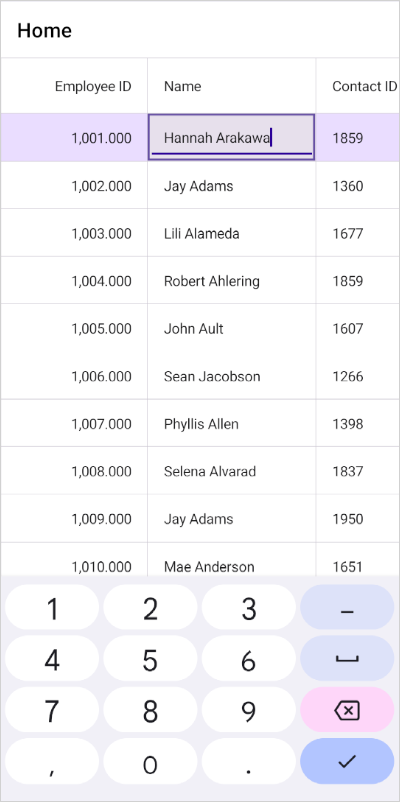 Home
Employee ID Name Contact ID
1,001.000 Hannah Arakawa 1859
1,002.000 Jay Adams 1360
1,003.000 Lili Alameda 1677
1,004.000 Robert Ahlering 1859
1,005.000 John Ault 1607
1,006.000 Sean Jacobson 1266
1,007.000 Phyllis Allen 1398
1,008.000 Selena Alvarad 1837
1,009.000 Jay Adams 1950
1,010.000 Mae Anderson 1651
1 2 3 –
4 5 6
7 8 9
, 0 .